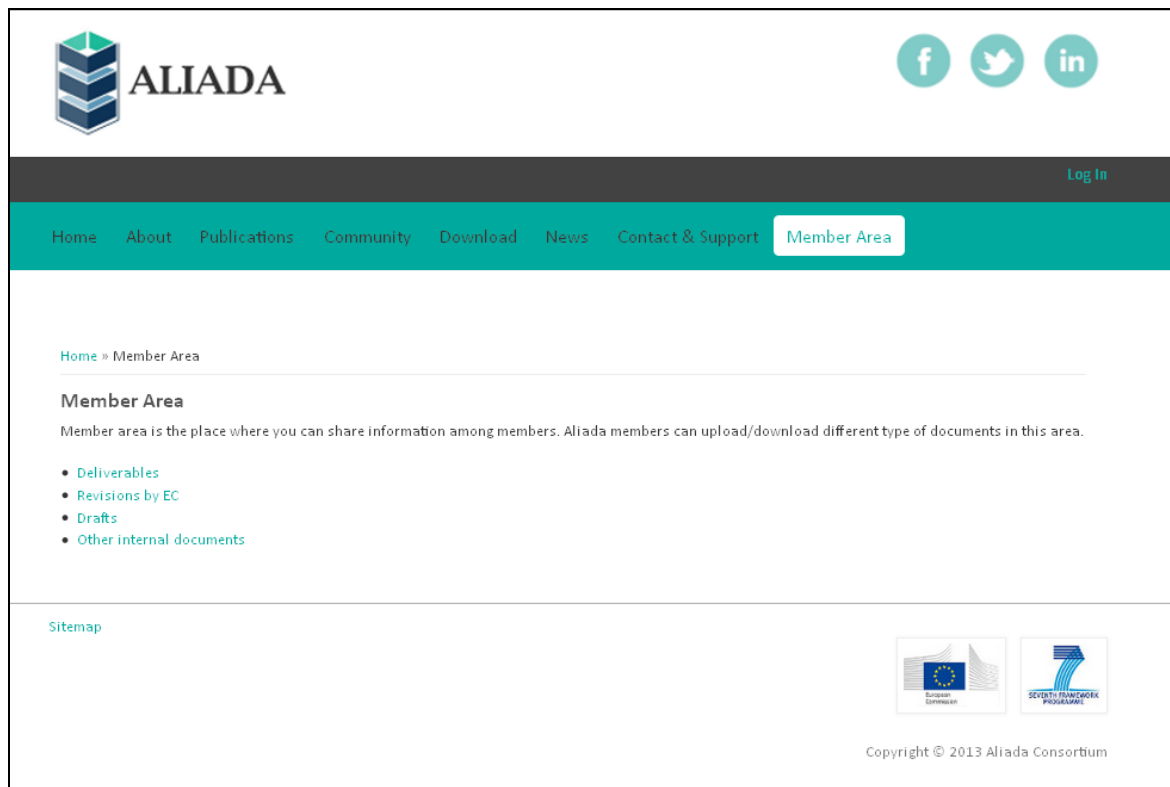 ALIADA
Log In
Home About Publications Community Download News Contact & Support Member Area
Home » Member Area
Member Area
Member area is the place where you can share information among members. Aliada members can upload/download different type of documents in this area.
• Deliverables
• Revisions by EC
• Drafts
• Other internal documents
Sitemap
European
Commission
SEVENTH FRAMEWORK
PROGRAMME
Copyright © 2013 Aliada Consortium